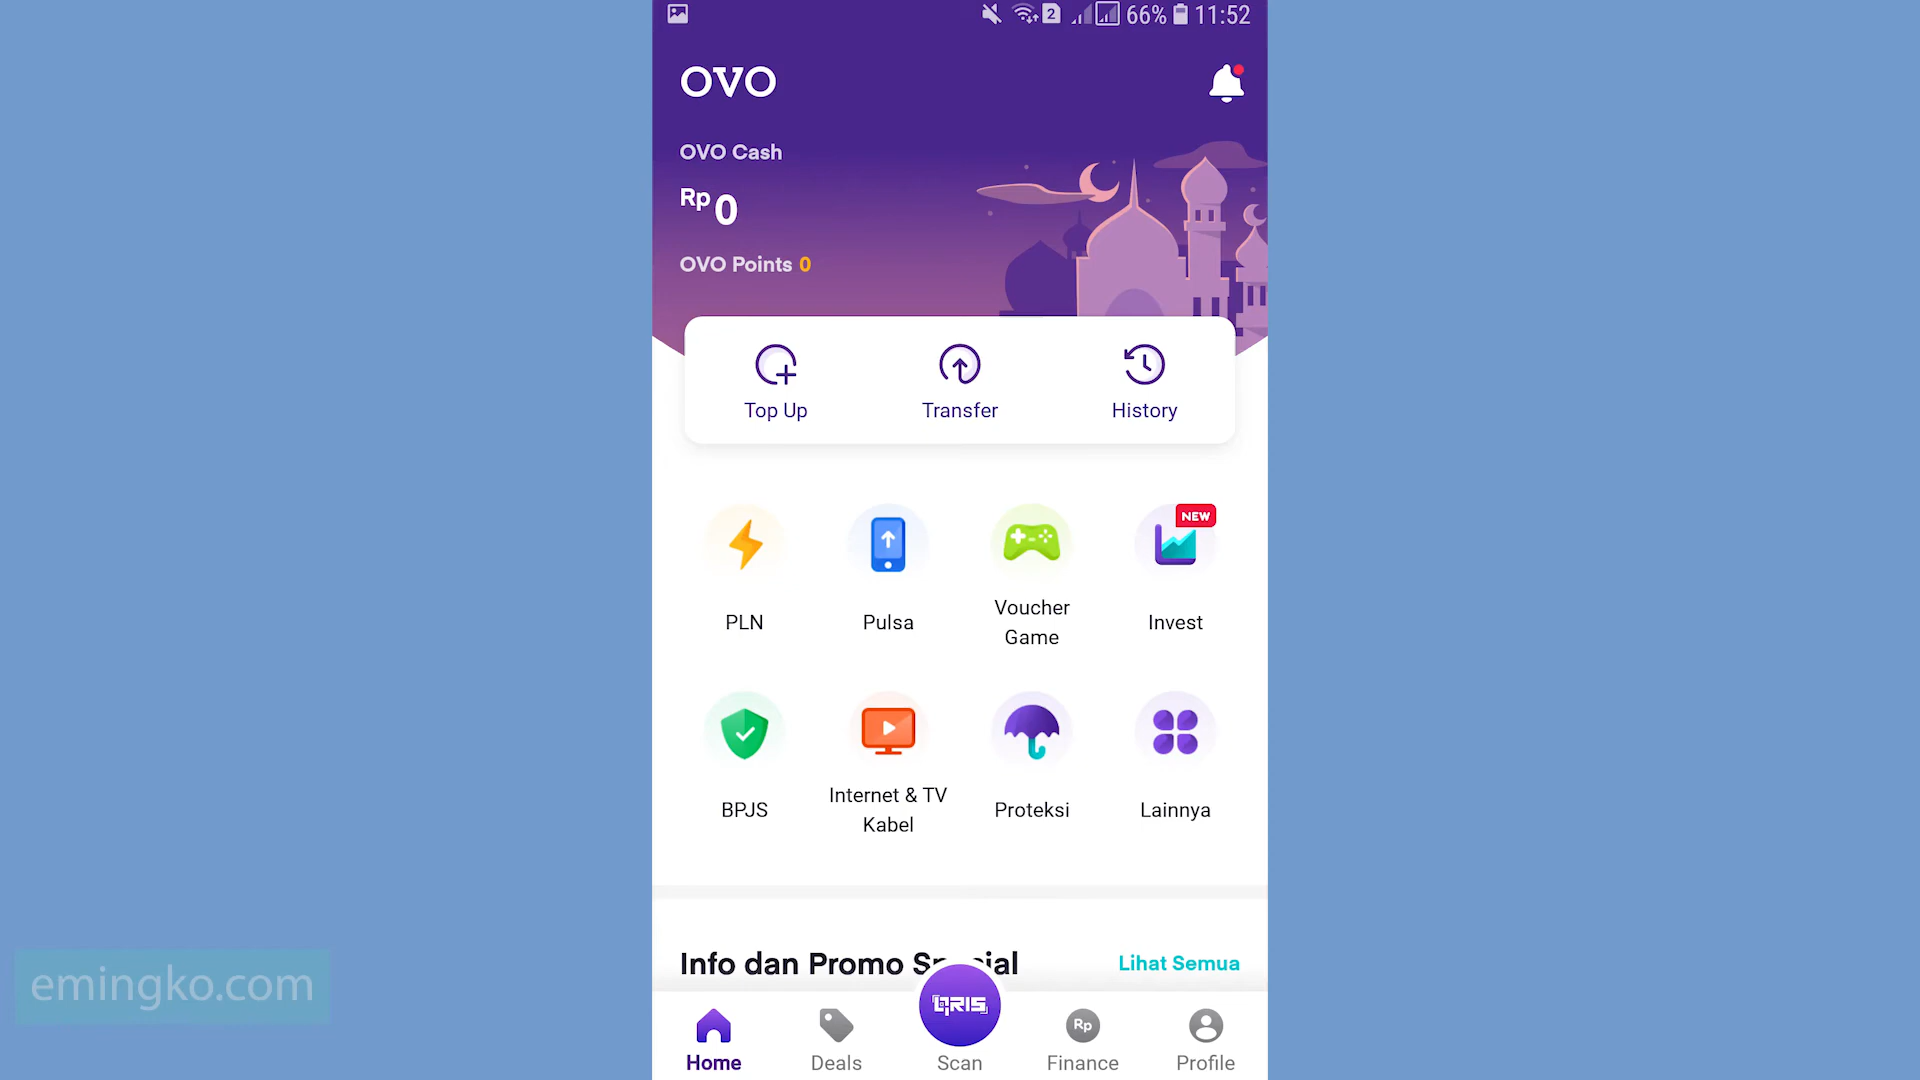 2 66% 11:52
OVO
OVO Cash
Rp 0
OVO Points 0
Top Up Transfer History
NEW
PLN Pulsa Voucher Game Invest
BPJS Internet & TV Kabel Proteksi Lainnya
Info dan Promo Lihat Semua
QRIS
Rp
Home Deals Scan Finance Profile
emingko.com